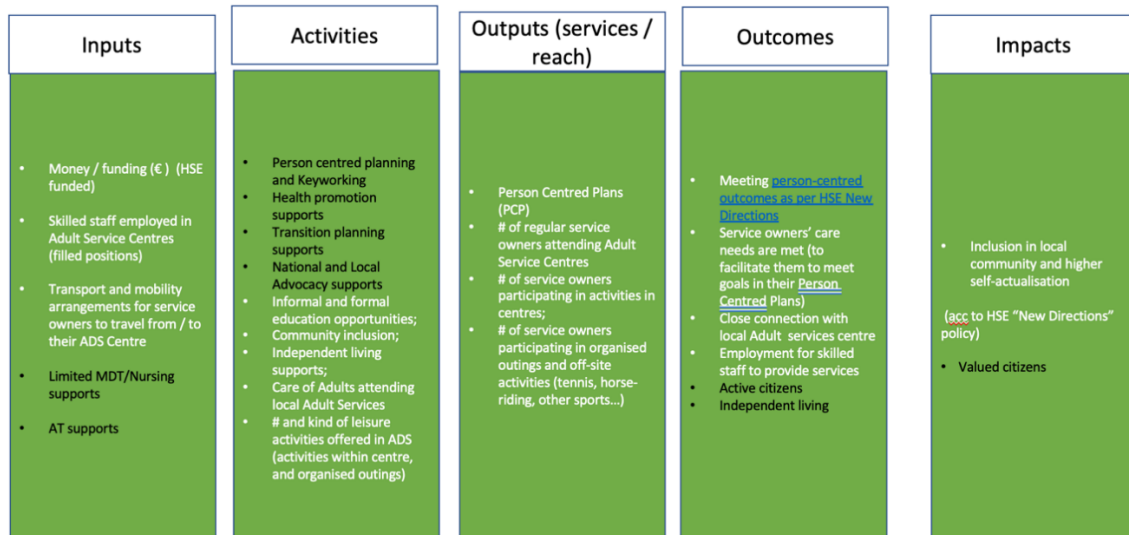 Inputs
• Money / funding (€ ) (HSE
funded)
• Skilled staff employed in
Adult Service Centres
(filled positions)
• Transport and mobility
arrangements for service
owners to travel from / to
their ADS Centre
• Limited MDT/Nursing
supports
• AT supports
Activities
• Person centred planning
and Keyworking
• Health promotion
supports
• Transition planning
supports
• National and Local
Advocacy supports
• Informal and formal
education opportunities;
• Community inclusion;
• Independent living
supports;
• Care of Adults attending
local Adult Services
• # and kind of leisure
activities offered in ADS
(activities within centre,
and organised outings)
Outputs (services /
reach)
• Person Centred Plans
(PCP)
• # of regular service
owners attending Adult
Service Centres
• # of service owners
participating in activities in
centres;
• # of service owners
participating in organised
outings and off-site
activities (tennis, horse-
riding, other sports…)
Outcomes
• Meeting person-centred
outcomes as per HSE New
Directions
• Service owners’ care
needs are met (to
facilitate them to meet
goals in their Person
Centred Plans)
• Close connection with
local Adult services centre
• Employment for skilled
staff to provide services
• Active citizens
• Independent living
Impacts
• Inclusion in local
community and higher
self-actualisation
(acc to HSE “New Directions”
policy)
• Valued citizens